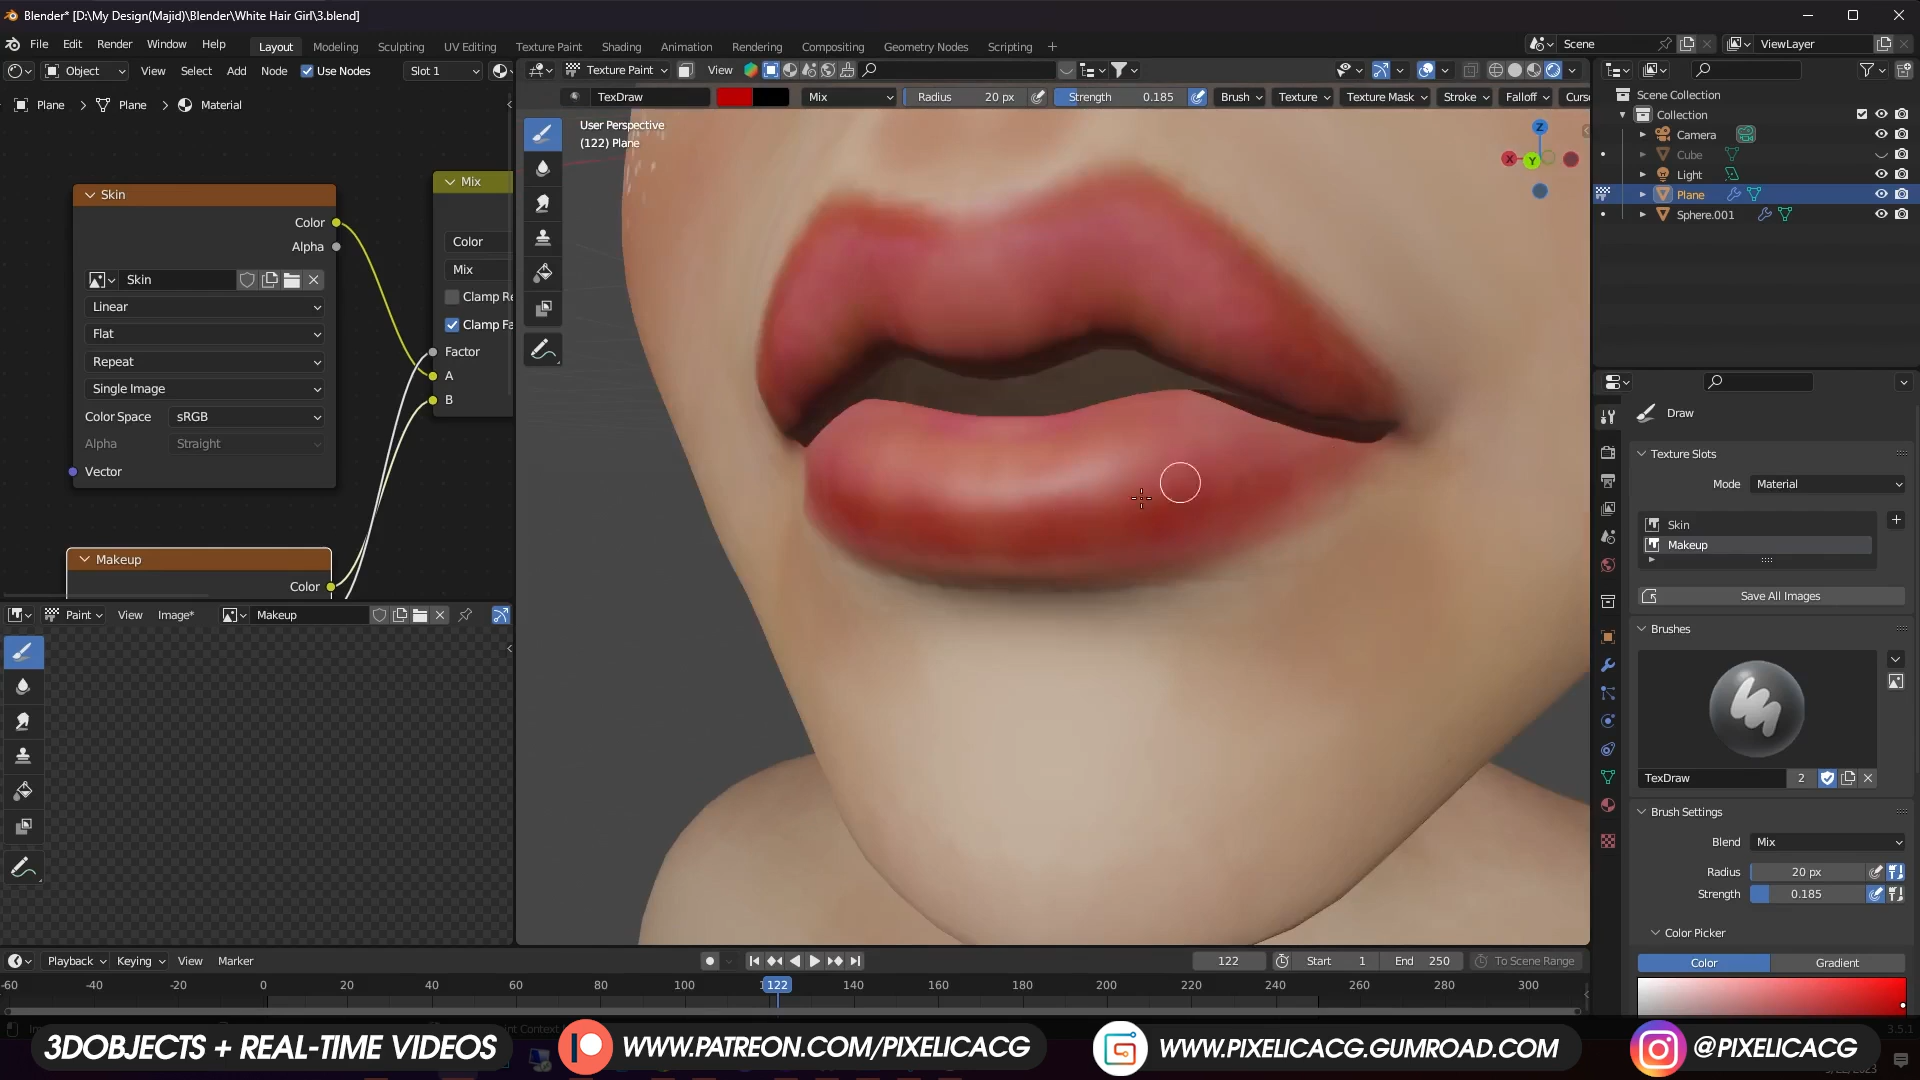 Blender* [D:\My Design(Majid)\Blender\White Hair Girl\3.blend]
File Edit Render Window Help Layout Modeling Sculpting UV Editing Texture Paint Shading Animation Rendering Compositing Geometry Nodes Scripting + Scene ViewLayer
Object View Select Add Node Use Nodes Slot 1
Plane > Plane > Material
Skin
Color
Alpha
Skin
Linear
Flat
Repeat
Single Image
Color Space sRGB
Alpha Straight
Vector
Mix
Color
Mix
Clamp Re
Clamp Fa
Factor
A
B
Makeup
Color
Paint View Image* Makeup
Texture Paint View
TexDraw Mix Radius 20 px Strength 0.185 Brush Texture Texture Mask Stroke Falloff Curs
User Perspective
(122) Plane
Z
X Y
Scene Collection
Collection
Camera
Cube
Light
Plane
Sphere.001
Draw
Texture Slots
Mode Material
Skin
Makeup
Save All Images
Brushes
TexDraw 2
Brush Settings
Blend Mix
Radius 20 px
Strength 0.185
Color Picker
Color Gradient
Playback Keying View Marker 122 Start 1 End 250 To Scene Range
-60 -40 -20 0 20 40 60 80 100 122 140 160 180 200 220 240 260 280 300
3.5.1
3DOBJECTS + REAL-TIME VIDEOS WWW.PATREON.COM/PIXELICACG WWW.PIXELICACG.GUMROAD.COM @PIXELICACG